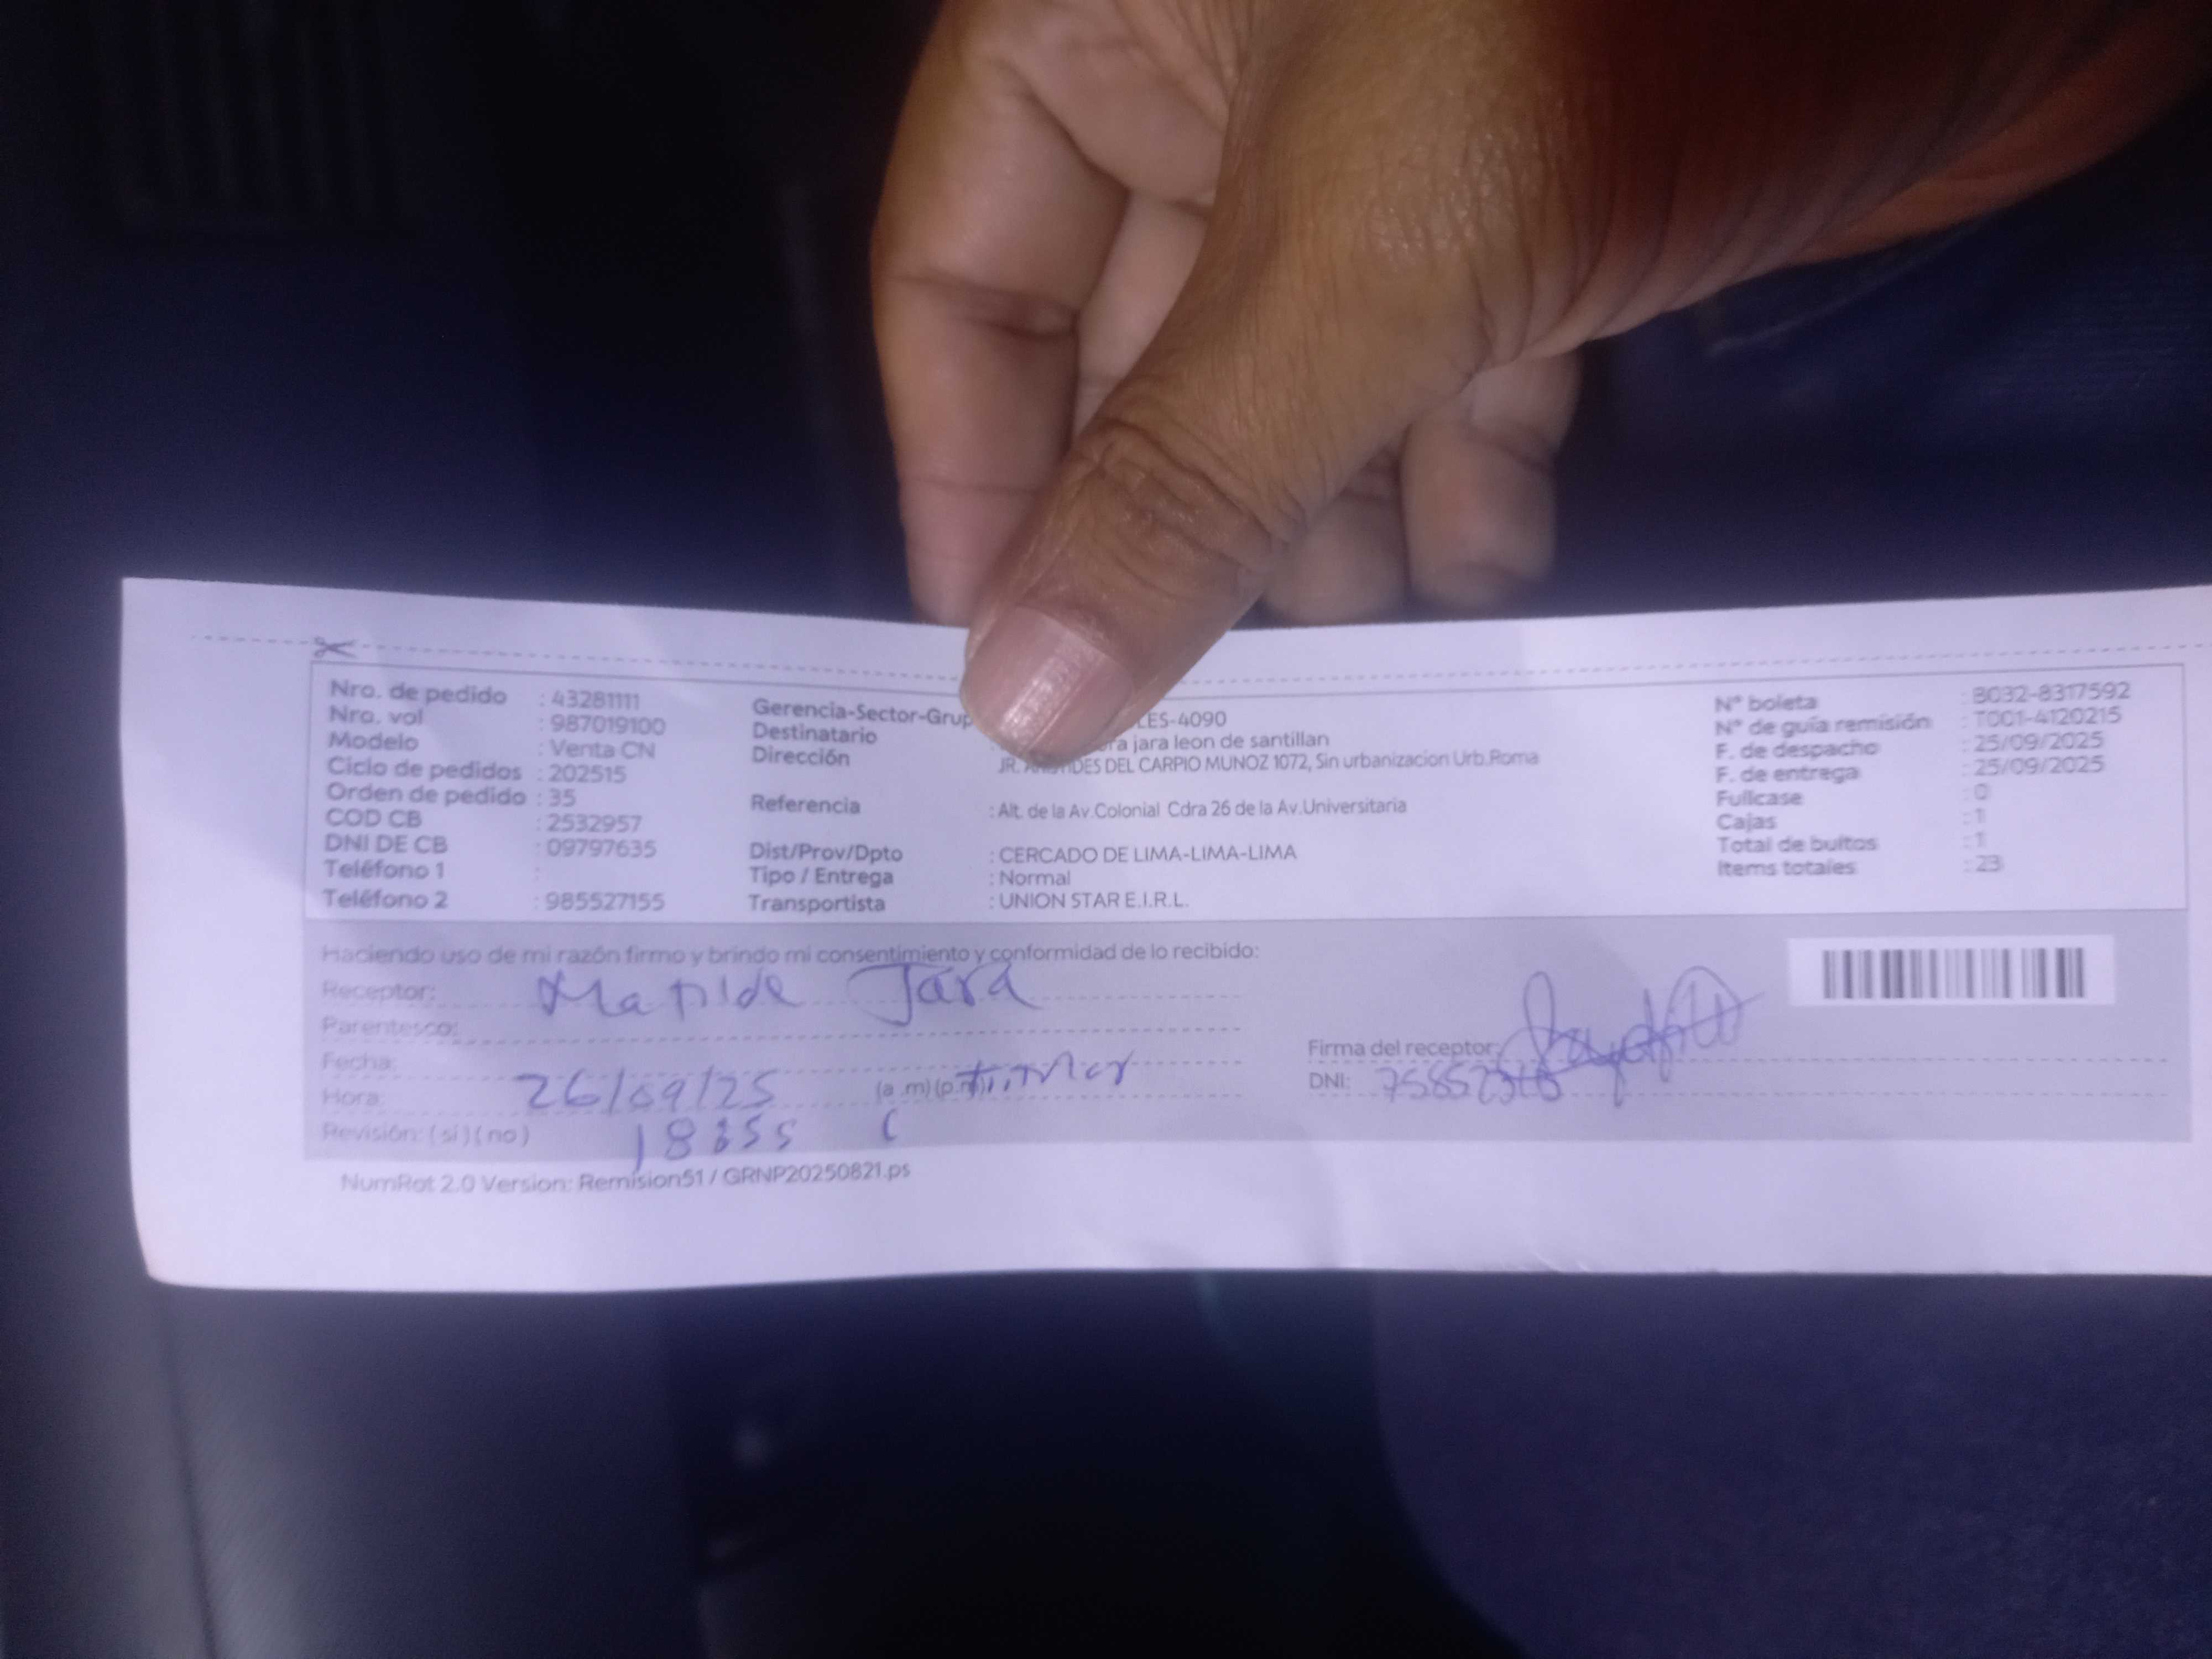 Nro. de pedido : 43281111
Nro. vol : 987019100
Modelo : Venta CN
Ciclo de pedidos : 202515
Orden de pedido : 35
COD CB : 2532957
DNI DE CB : 09797635
Teléfono 1 :
Teléfono 2 : 985527155
Gerencia-Sector-Grup LES-4090
Destinatario : ra jara leon de santillan
Dirección JR. DES DEL CARPIO MUNOZ 1072, Sin urbanizacion Urb.Roma
Referencia : Alt. de la Av.Colonial Cdra 26 de la Av.Universitaria
Dist/Prov/Dpto : CERCADO DE LIMA-LIMA-LIMA
Tipo / Entrega : Normal
Transportista : UNION STAR E.I.R.L.
N° boleta : B032-8317592
N° de guía remisión : T001-4120215
F. de despacho : 25/09/2025
F. de entrega : 25/09/2025
Fullcase : 0
Cajas : 1
Total de bultos : 1
Items totales : 23
Haciendo uso de mi razón firmo y brindo mi consentimiento y conformidad de lo recibido:
Receptor: Matilde Jara
Parentesco:
Fecha: 26/09/25
Hora: 18:55 (a.m)(p.m)
Revisión: (si)(no)
Firma del receptor:
DNI:
NumRot 2.0 Version: Remision51 / GRNP20250821.ps